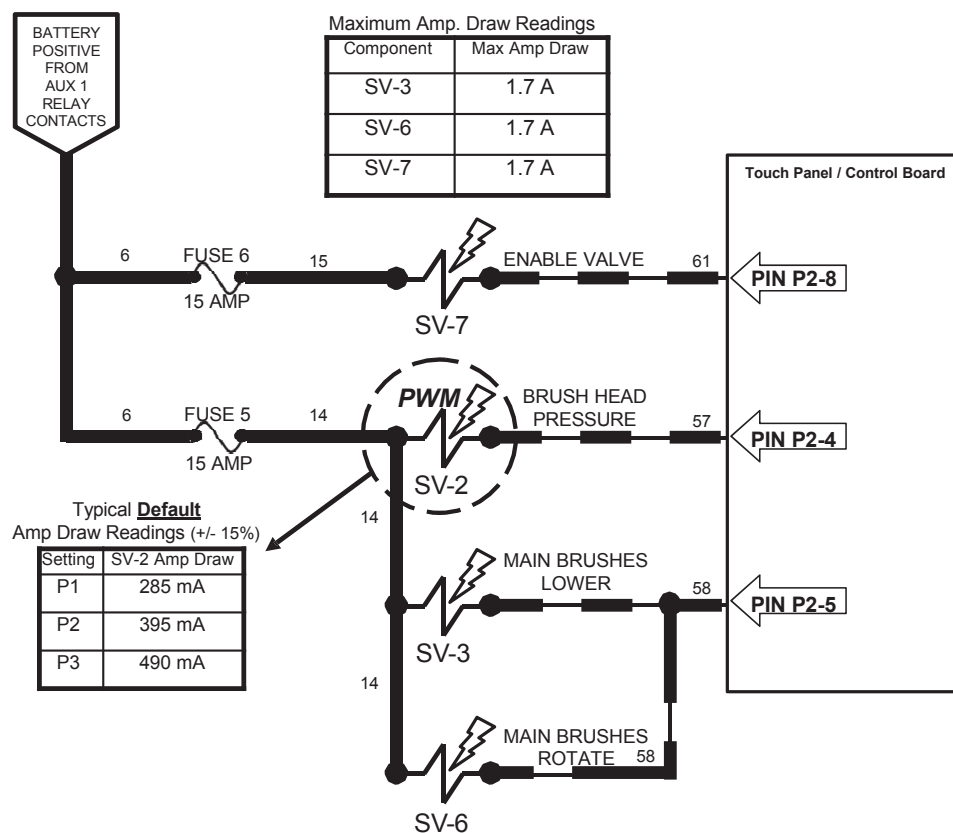 BATTERY
POSITIVE
FROM
AUX 1
RELAY
CONTACTS
Maximum Amp. Draw Readings
Component Max Amp Draw
SV-3 1.7 A
SV-6 1.7 A
SV-7 1.7 A
Touch Panel / Control Board
6 FUSE 6 15 ENABLE VALVE 61
15 AMP
SV-7
PIN P2-8
PWM
BRUSH HEAD
PRESSURE
6 FUSE 5 14 57
15 AMP
SV-2
PIN P2-4
14
Typical Default
Amp Draw Readings (+/- 15%)
Setting SV-2 Amp Draw
P1 285 mA
P2 395 mA
P3 490 mA
MAIN BRUSHES
LOWER
58
SV-3
PIN P2-5
14
MAIN BRUSHES
ROTATE
58
SV-6